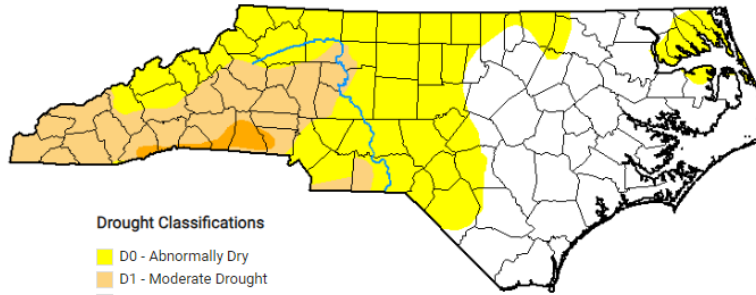 Drought Classifications
D0 - Abnormally Dry
D1 - Moderate Drought